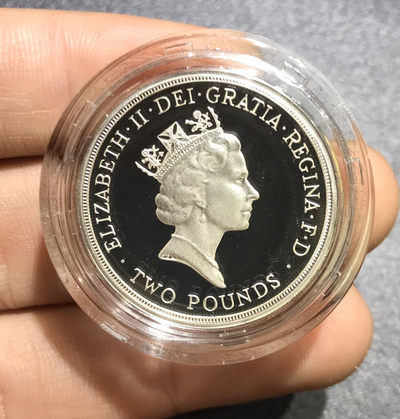 ELIZABETH · II · DEI · GRATIA · REGINA · F · D ·
TWO POUNDS